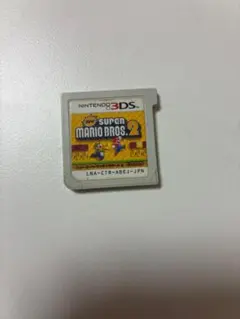 NINTENDO 3DS
New SUPER
MARIO BROS. 2
LNA-CTR-ABEJ-JPN